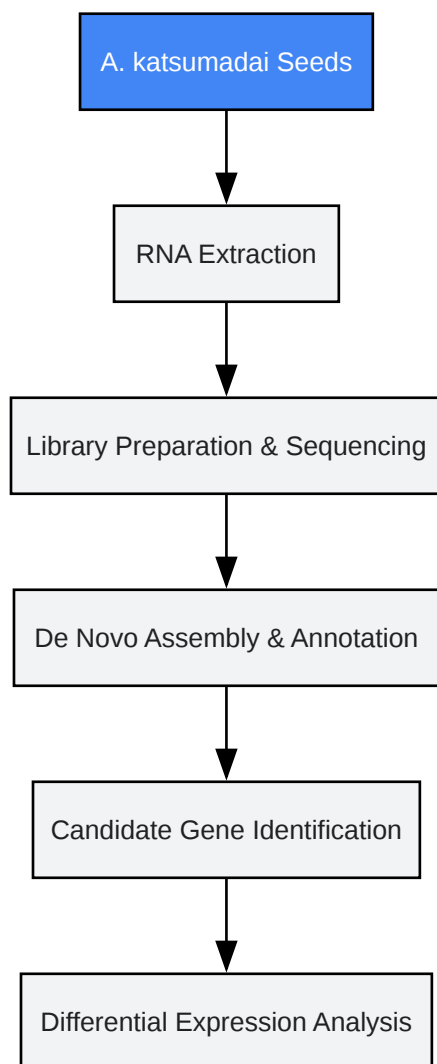 A. katsumadai Seeds
RNA Extraction
Library Preparation & Sequencing
De Novo Assembly & Annotation
Candidate Gene Identification
Differential Expression Analysis